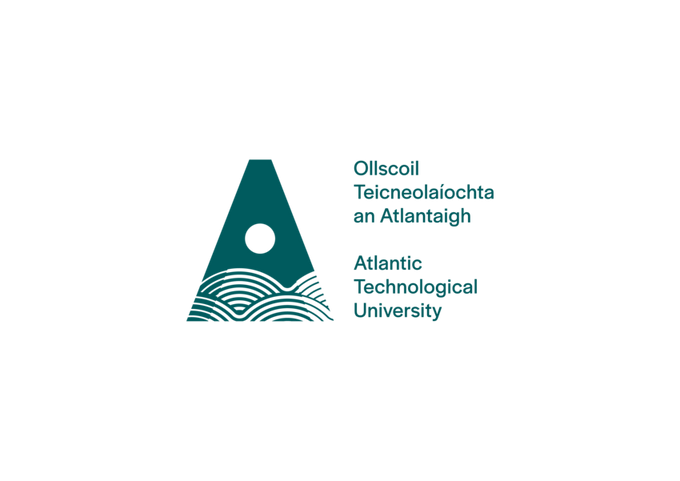 Ollscoil
Teicneolaíochta
an Atlantaigh
Atlantic
Technological
University